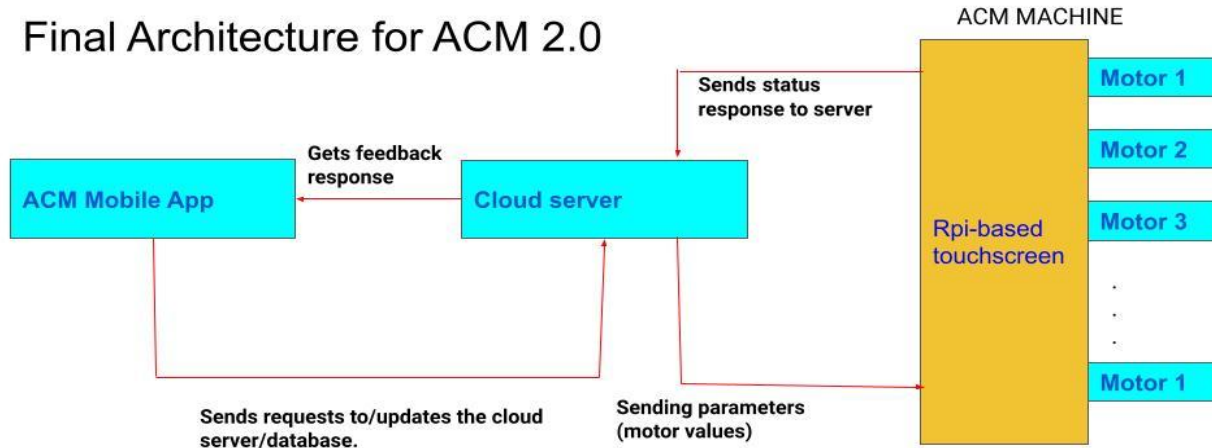 Final Architecture for ACM 2.0
ACM MACHINE
Sends status
response to server
Gets feedback
response
ACM Mobile App
Cloud server
Rpi-based
touchscreen
Motor 1
Motor 2
Motor 3
.
.
.
Motor 1
Sends requests to/updates the cloud
server/database.
Sending parameters
(motor values)